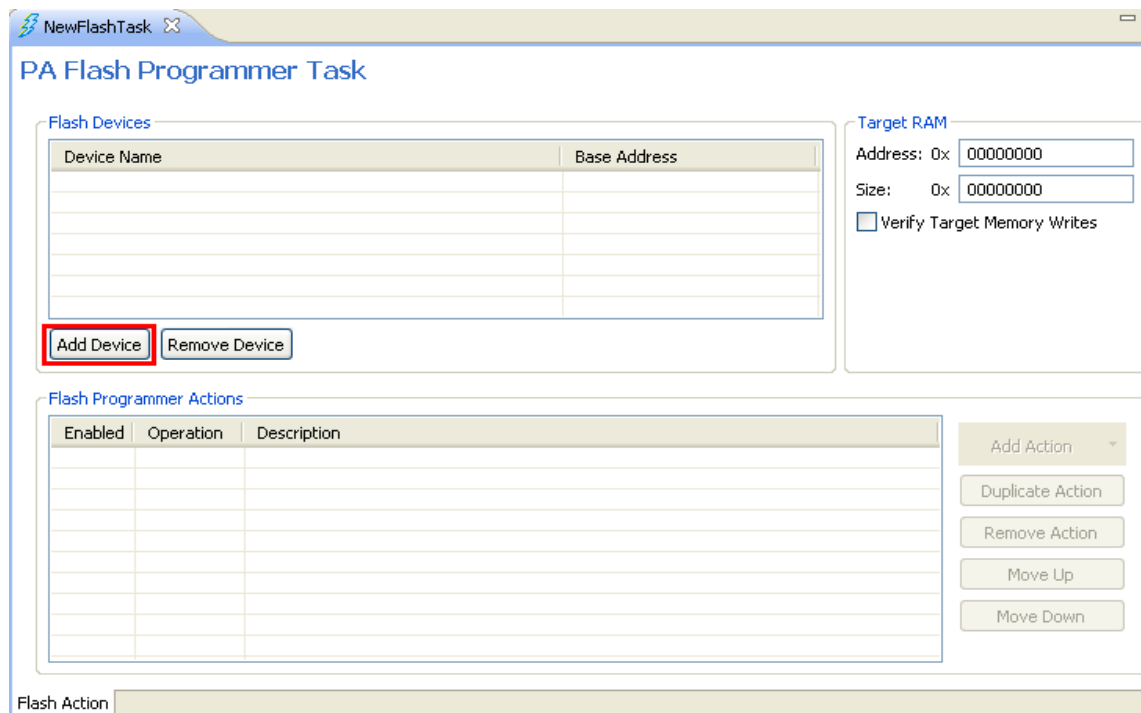 NewFlashTask
PA Flash Programmer Task
Flash Devices
Device Name Base Address
Add Device Remove Device
Target RAM
Address: 0x 00000000
Size: 0x 00000000
Verify Target Memory Writes
Flash Programmer Actions
Enabled Operation Description
Add Action
Duplicate Action
Remove Action
Move Up
Move Down
Flash Action